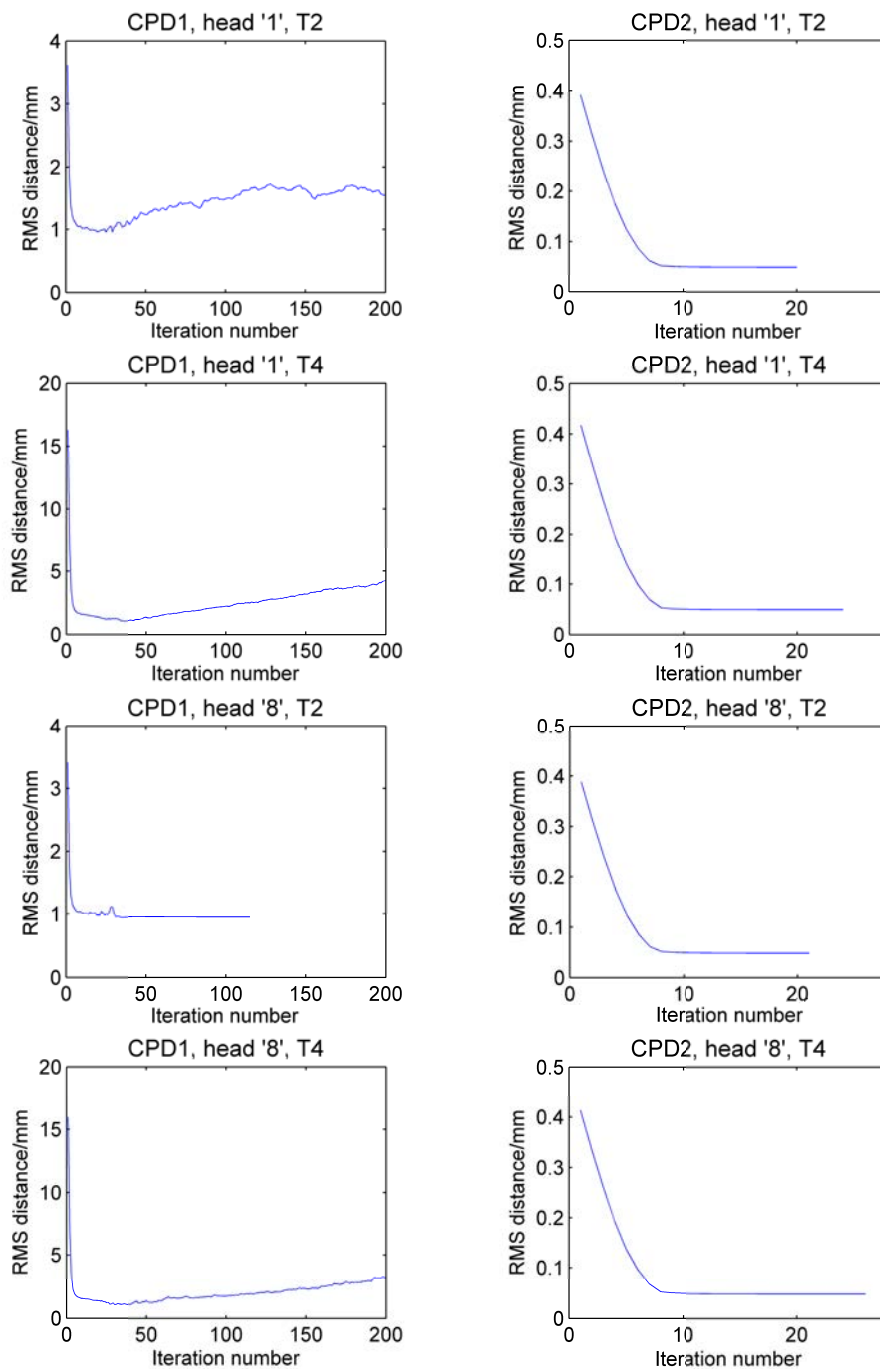 CPD1, head '1', T2
4
3
2
1
0
0 50 100 150 200
RMS distance/mm
Iteration number
CPD2, head '1', T2
0.5
0.4
0.3
0.2
0.1
0
0 10 20
RMS distance/mm
Iteration number
CPD1, head '1', T4
20
15
10
5
0
0 50 100 150 200
RMS distance/mm
Iteration number
CPD2, head '1', T4
0.5
0.4
0.3
0.2
0.1
0
0 10 20
RMS distance/mm
Iteration number
CPD1, head '8', T2
4
3
2
1
0
0 50 100 150 200
RMS distance/mm
Iteration number
CPD2, head '8', T2
0.5
0.4
0.3
0.2
0.1
0
0 10 20
RMS distance/mm
Iteration number
CPD1, head '8', T4
20
15
10
5
0
0 50 100 150 200
RMS distance/mm
Iteration number
CPD2, head '8', T4
0.5
0.4
0.3
0.2
0.1
0
0 10 20
RMS distance/mm
Iteration number